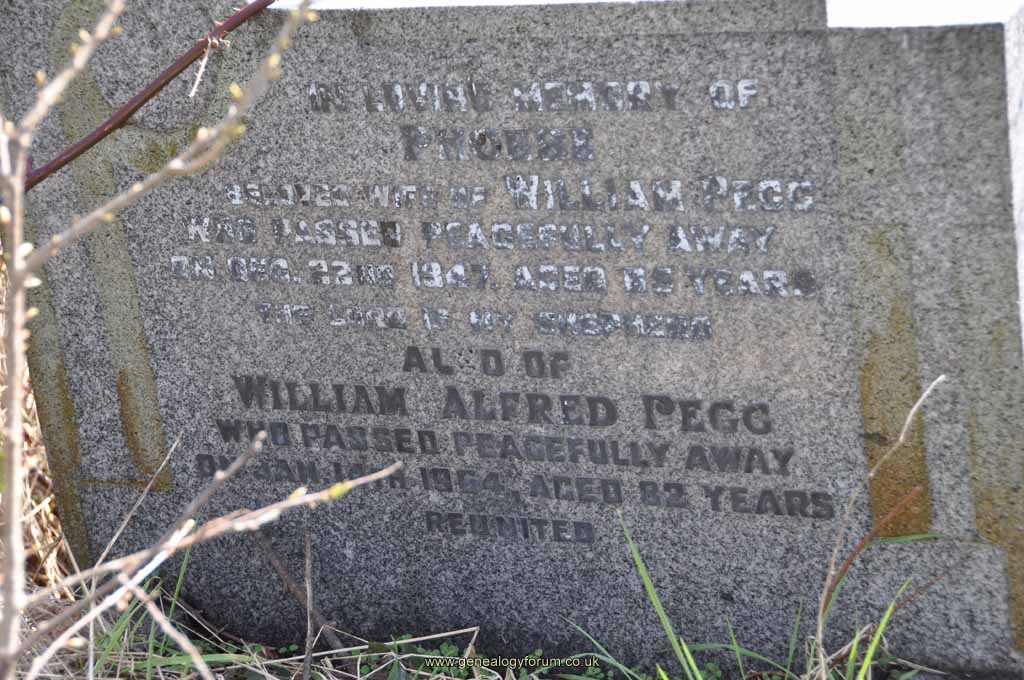 IN LOVING MEMORY OF
PHOEBE
BELOVED WIFE OF WILLIAM PEGG
WHO PASSED PEACEFULLY AWAY
ON DEC. 22ND 1947. AGED 65 YEARS.
THE LORD IS MY SHEPHERD
ALSO OF
WILLIAM ALFRED PEGG
WHO PASSED PEACEFULLY AWAY
ON JAN. 14TH 1964, AGED 82 YEARS
REUNITED
www.genealogyforum.co.uk